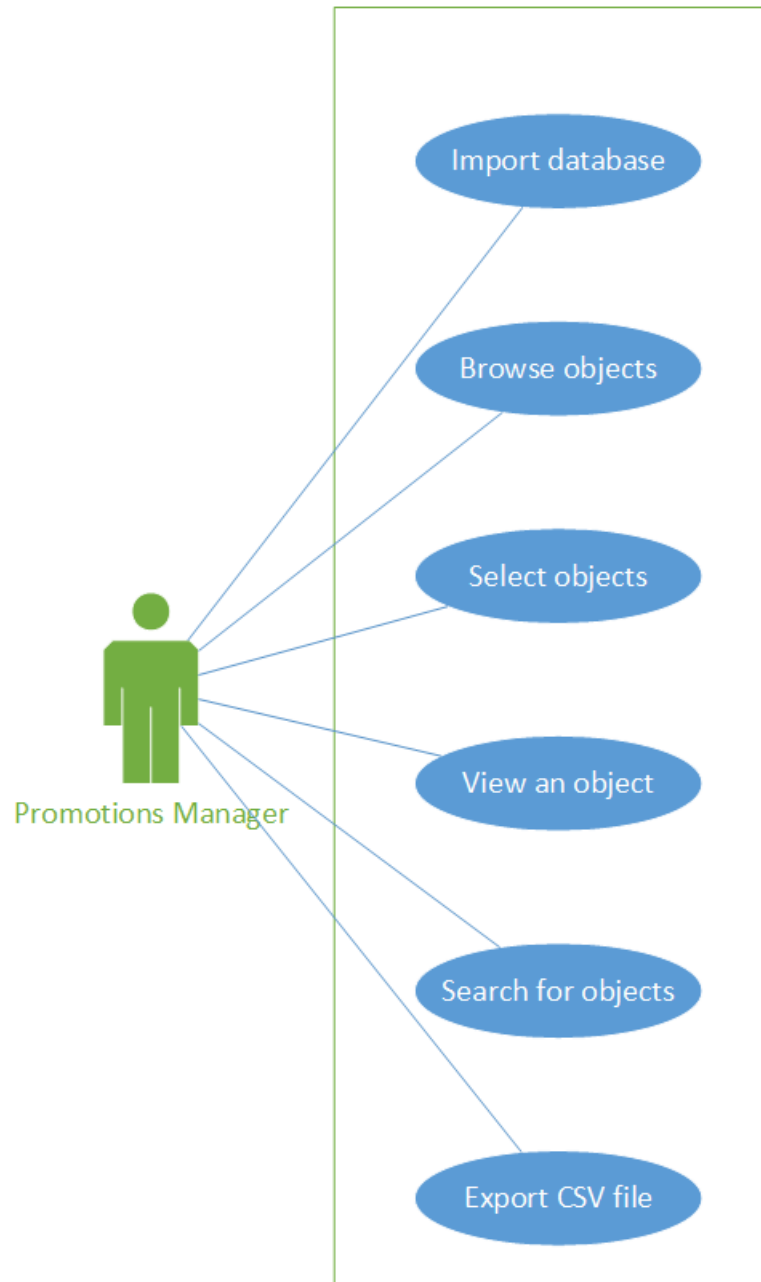 Import database
Browse objects
Select objects
View an object
Promotions Manager
Search for objects
Export CSV file